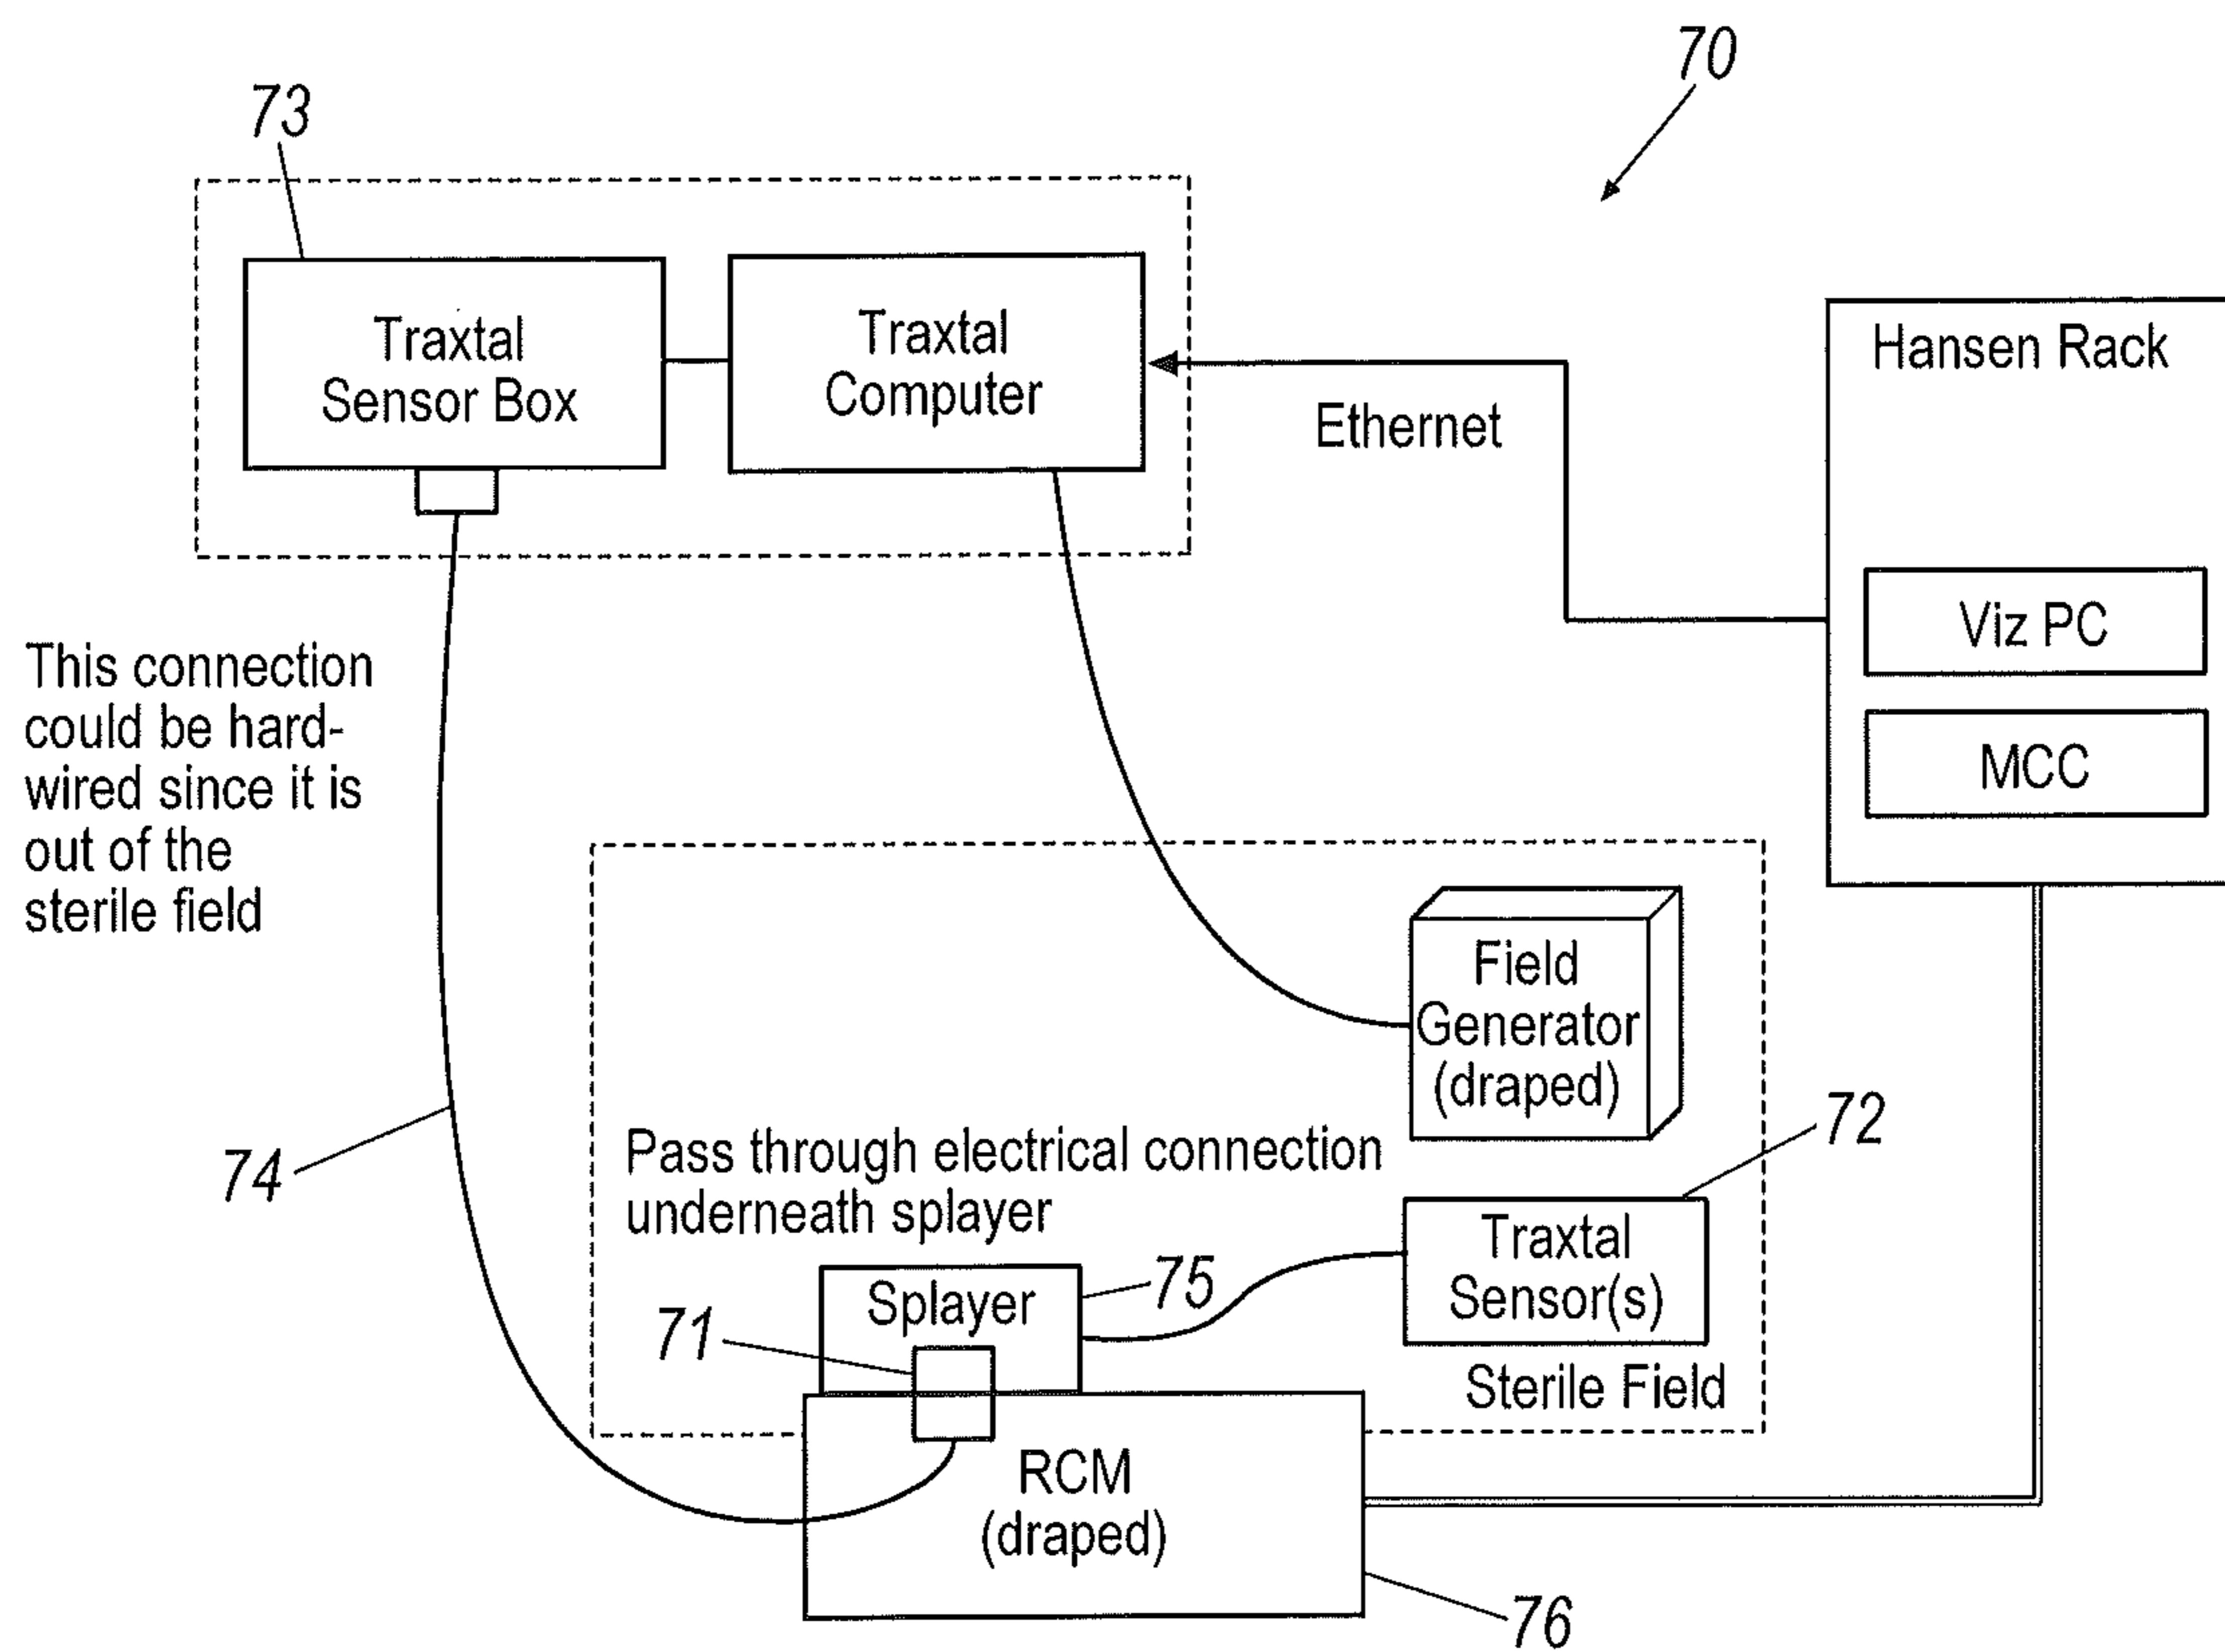 70
73
Traxtal
Sensor Box
Traxtal
Computer
Ethernet
Hansen Rack
Viz PC
MCC
This connection
could be hard-
wired since it is
out of the
sterile field
Field
Generator
(draped)
74
72
Pass through electrical connection
underneath splayer
75
Splayer
71
Traxtal
Sensor(s)
Sterile Field
RCM
(draped)
76